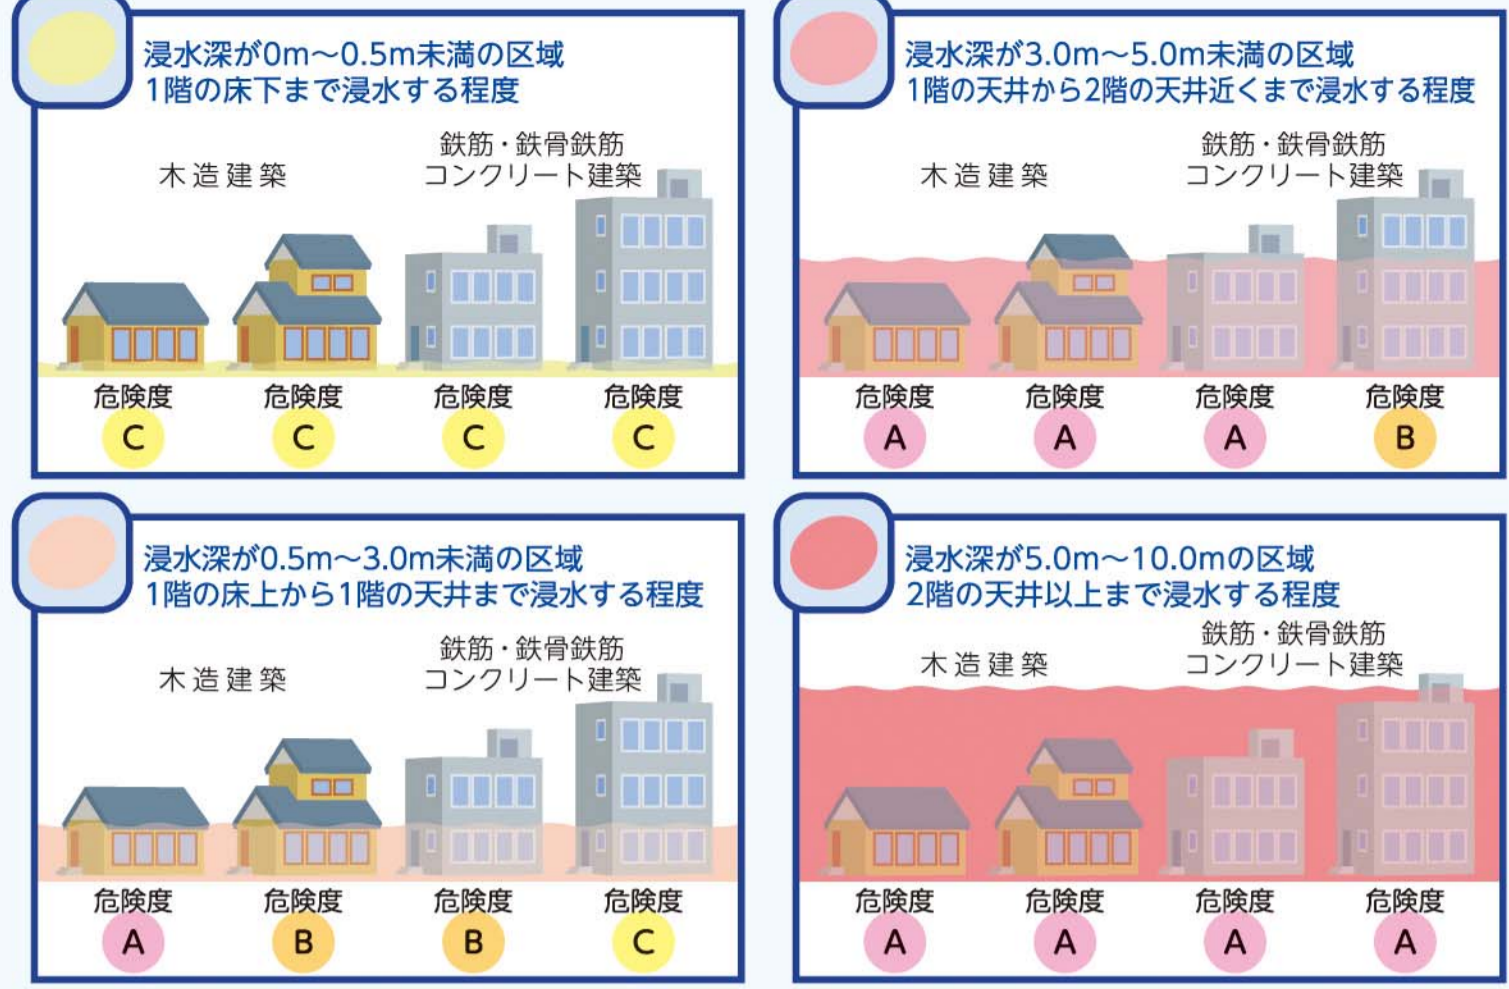 浸水深が0m～0.5m未満の区域
1階の床下まで浸水する程度
木造建築
鉄筋・鉄骨鉄筋
コンクリート建築
危険度 危険度 危険度 危険度
C C C C
浸水深が3.0m～5.0m未満の区域
1階の天井から2階の天井近くまで浸水する程度
木造建築
鉄筋・鉄骨鉄筋
コンクリート建築
危険度 危険度 危険度 危険度
A A A B
浸水深が0.5m～3.0m未満の区域
1階の床上から1階の天井まで浸水する程度
木造建築
鉄筋・鉄骨鉄筋
コンクリート建築
危険度 危険度 危険度 危険度
A B B C
浸水深が5.0m～10.0mの区域
2階の天井以上まで浸水する程度
木造建築
鉄筋・鉄骨鉄筋
コンクリート建築
危険度 危険度 危険度 危険度
A A A A